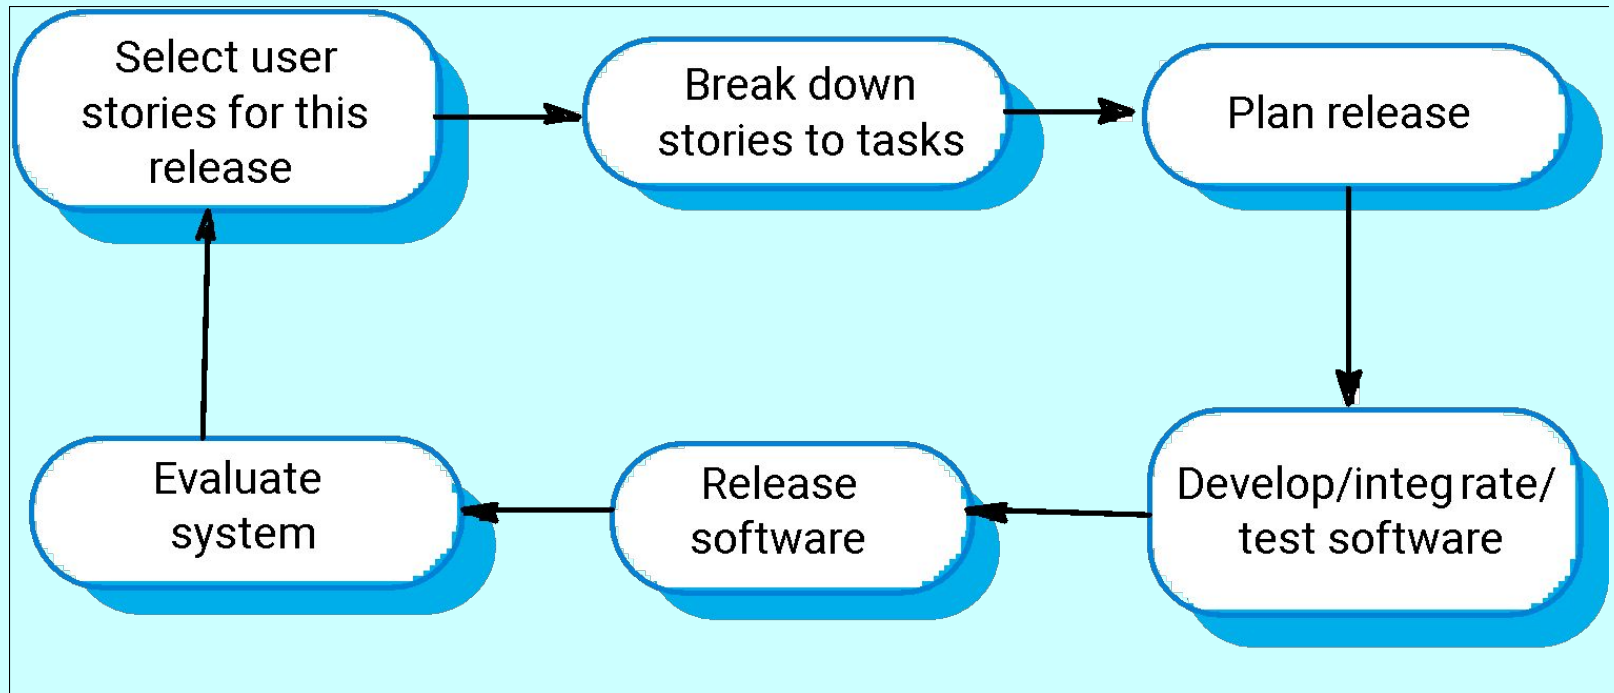 Select user
stories for this
release
Break down
stories to tasks
Plan release
Develop/integrate/
test software
Release
software
Evaluate
system